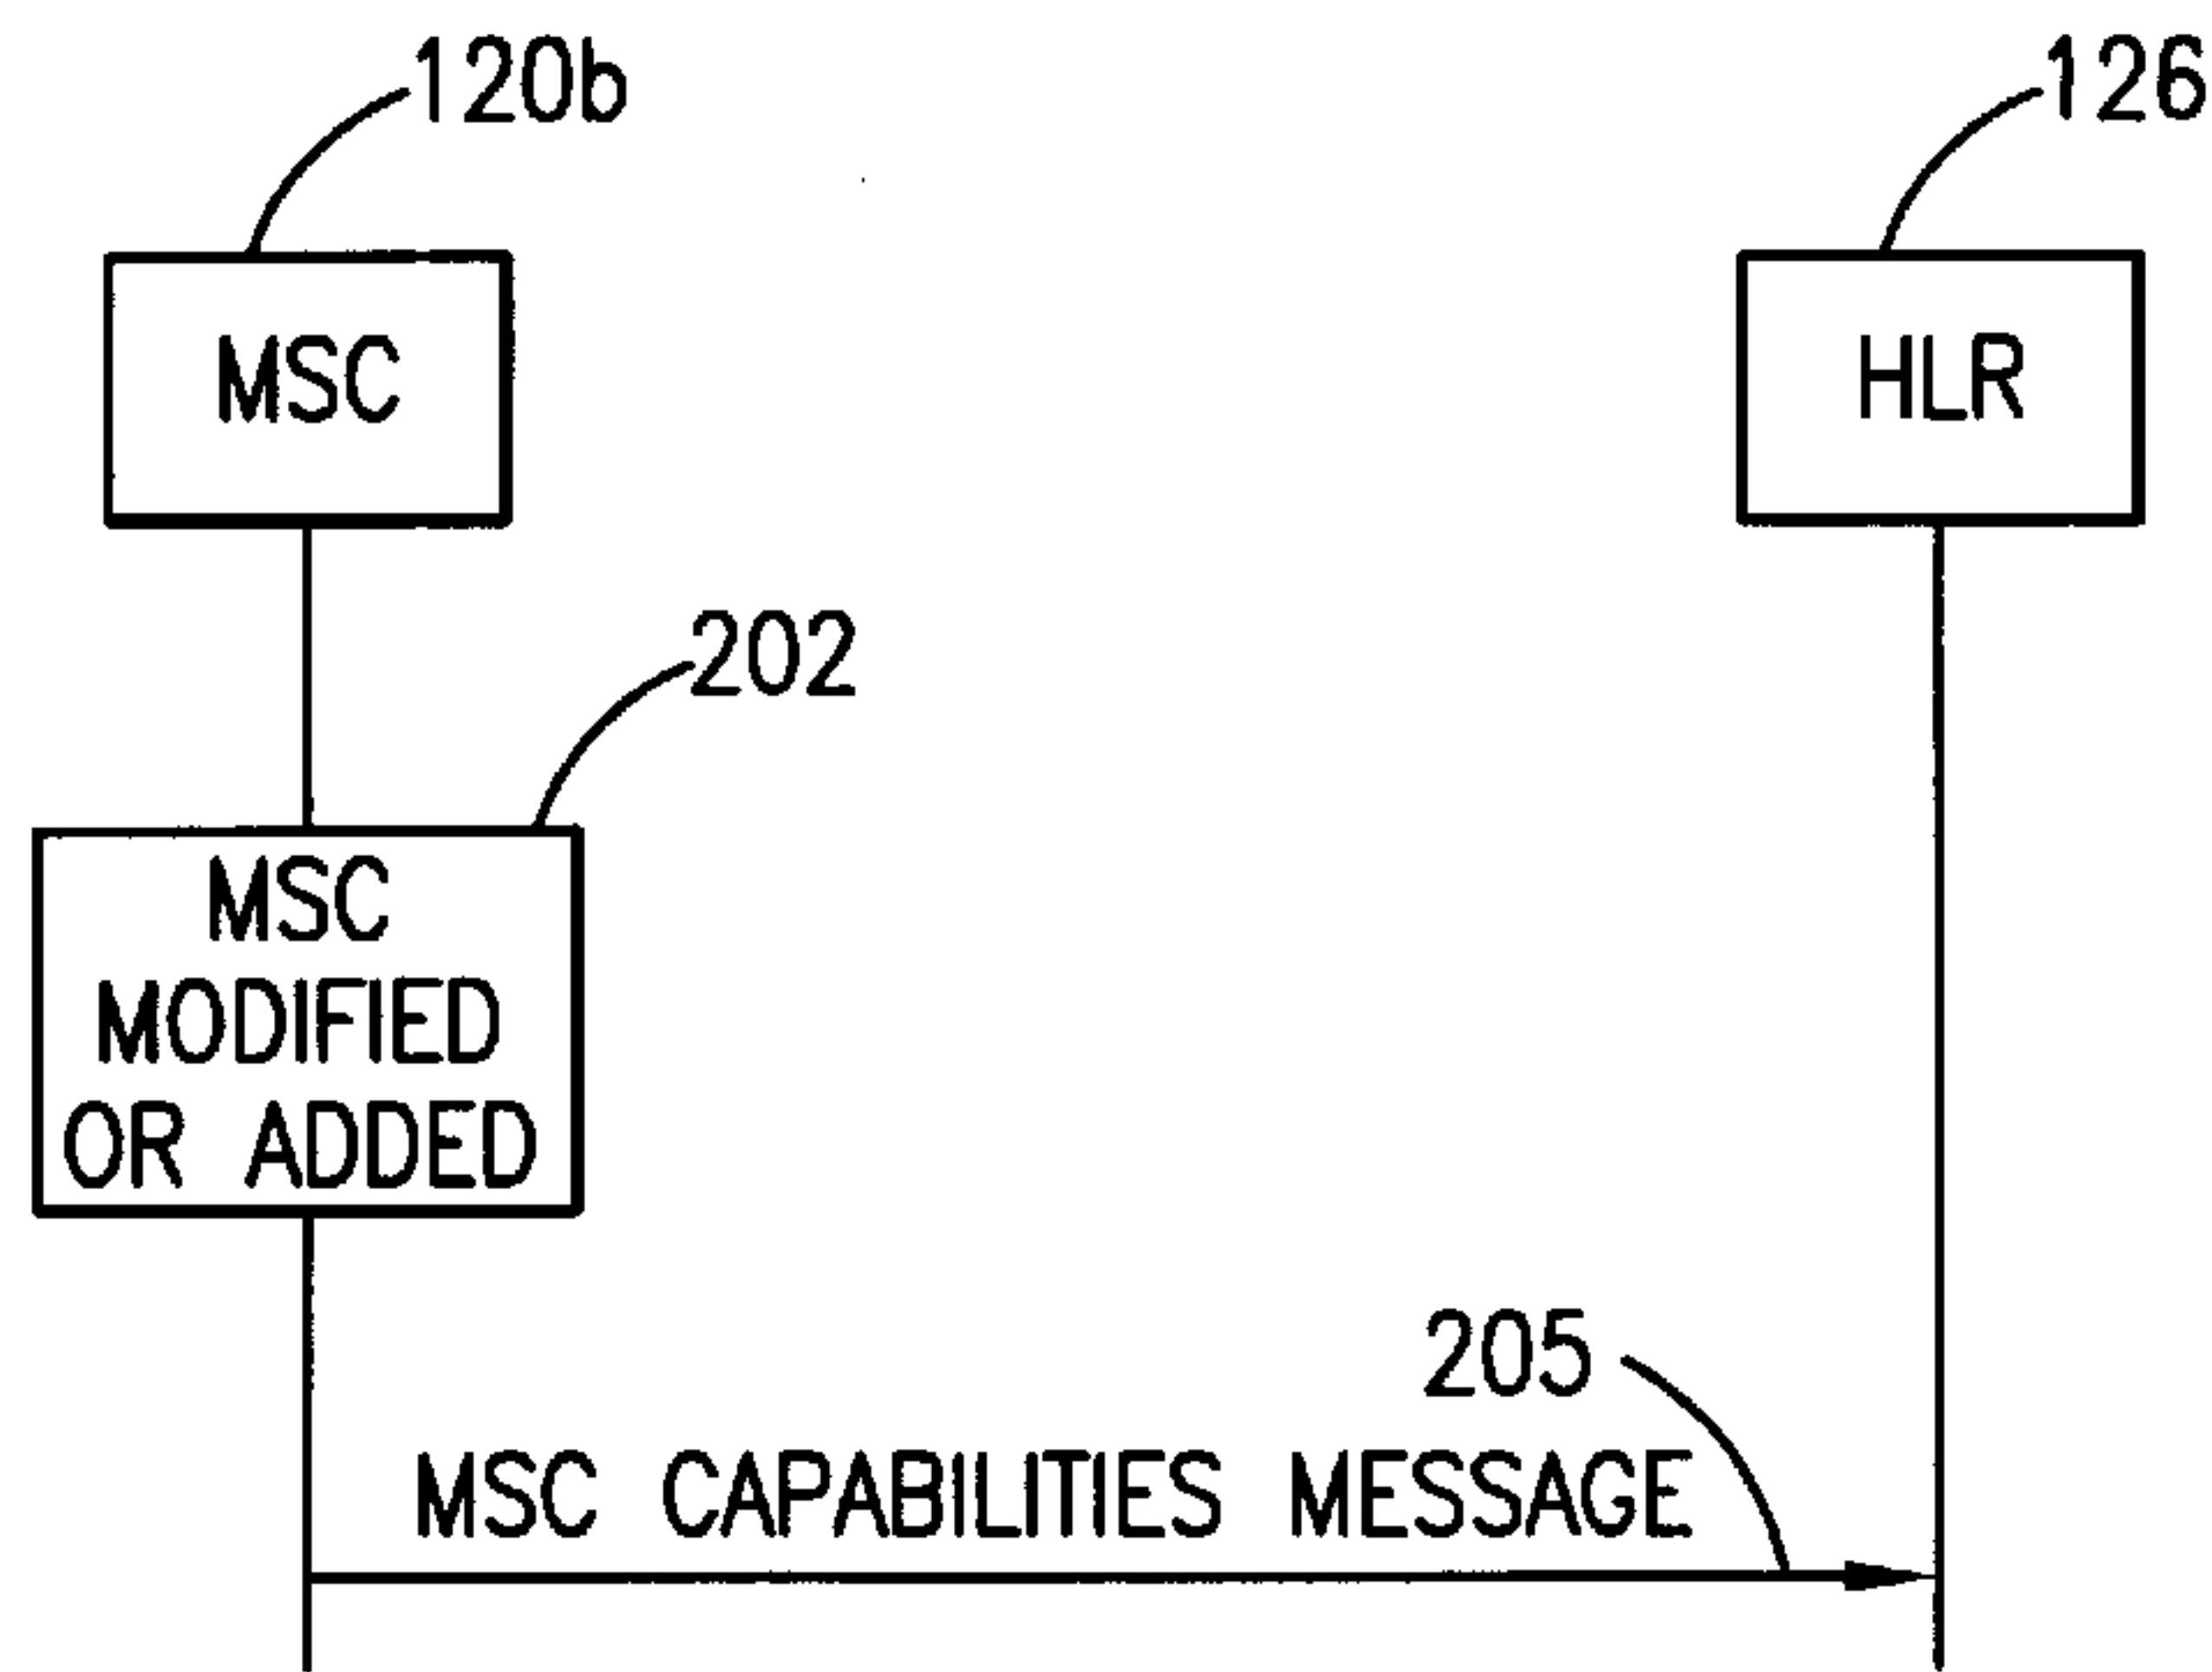 120b
126
MSC
HLR
202
MSC
MODIFIED
OR ADDED
205
MSC CAPABILITIES MESSAGE